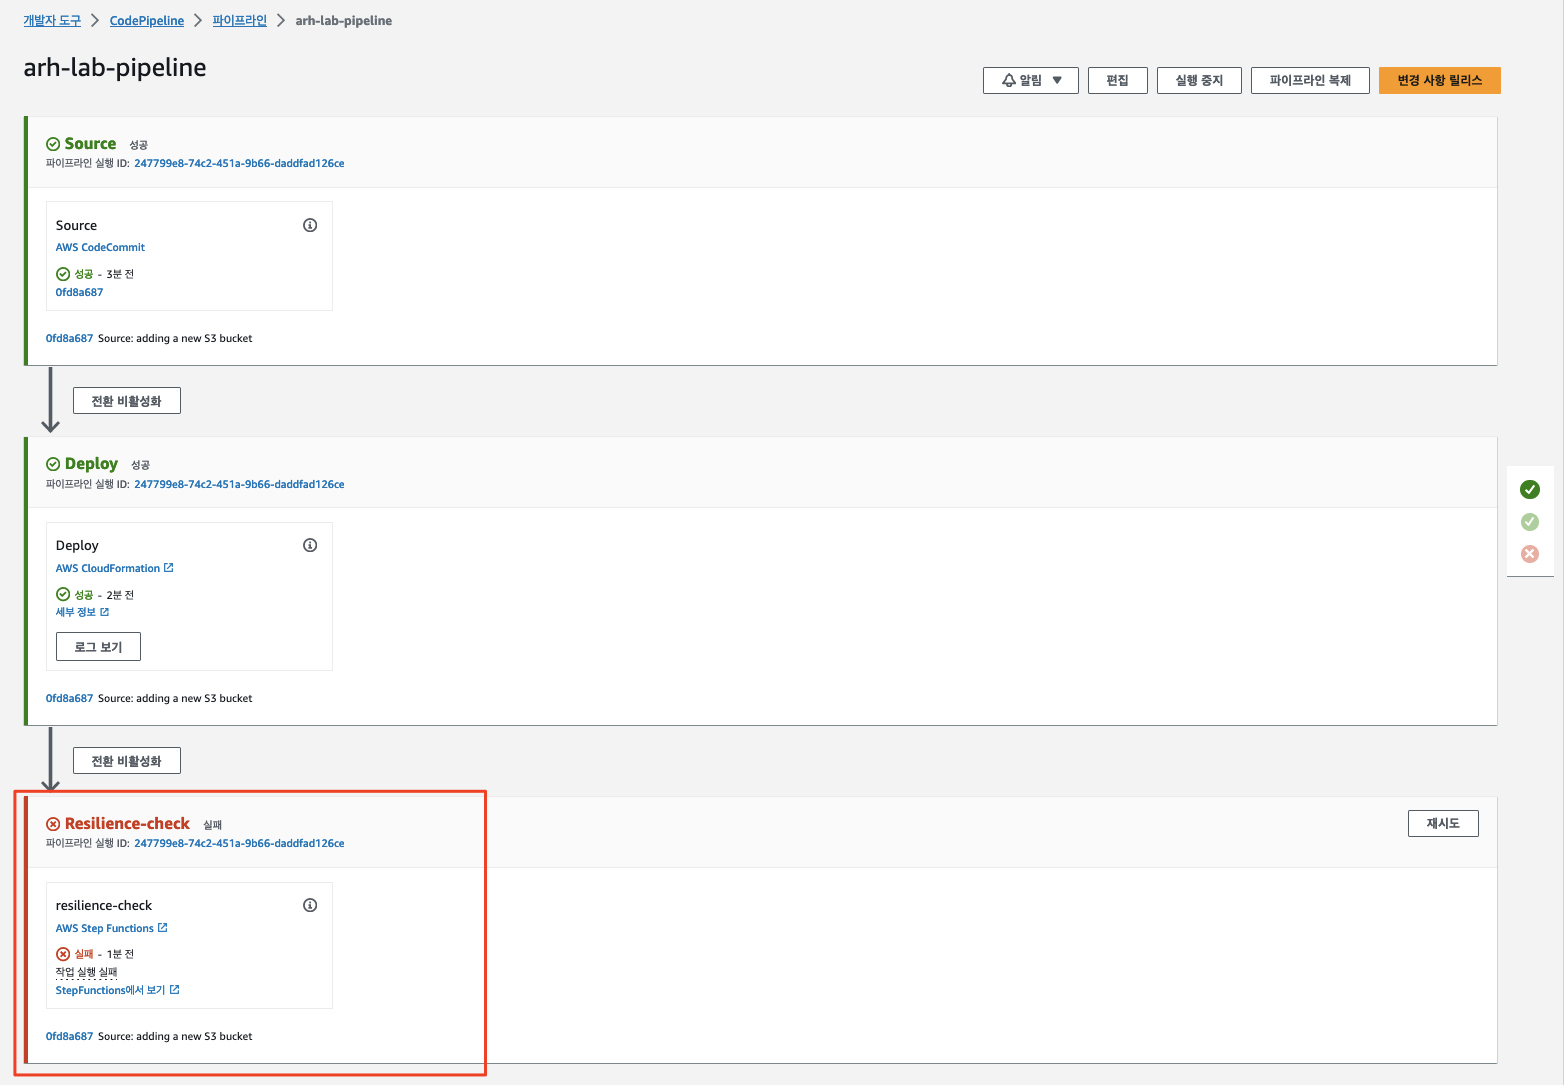 개발자 도구 > CodePipeline > 파이프라인 > arh-lab-pipeline
arh-lab-pipeline
알림 ▼ 편집 실행 중지 파이프라인 복제 변경 사항 릴리스
Source 성공
파이프라인 실행 ID: 247799e8-74c2-451a-9b66-daddfad126ce
Source
AWS CodeCommit
성공 - 3분 전
0fd8a687
0fd8a687 Source: adding a new S3 bucket
전환 비활성화
Deploy 성공
파이프라인 실행 ID: 247799e8-74c2-451a-9b66-daddfad126ce
Deploy
AWS CloudFormation
성공 - 2분 전
세부 정보
로그 보기
0fd8a687 Source: adding a new S3 bucket
전환 비활성화
Resilience-check 실패
재시도
파이프라인 실행 ID: 247799e8-74c2-451a-9b66-daddfad126ce
resilience-check
AWS Step Functions
실패 - 1분 전
작업 실행 실패
StepFunctions에서 보기
0fd8a687 Source: adding a new S3 bucket